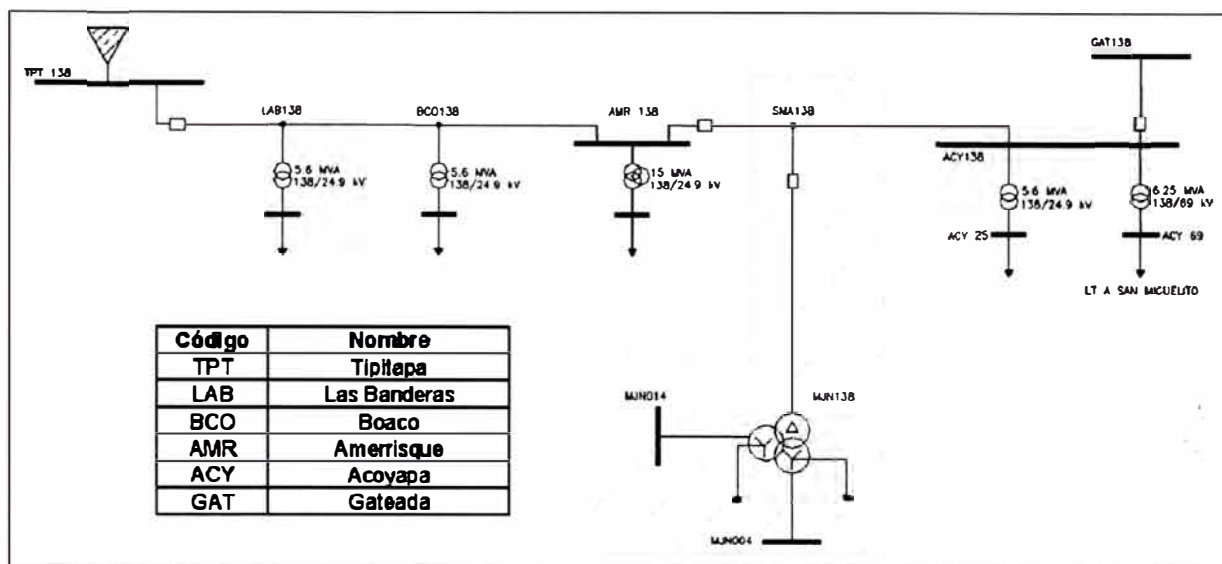 GAT138
TPT 138
LAB138
BCO138
AMR 138
SMA138
ACY138
5.6 MVA
138/24.9 kV
5.6 MVA
138/24.9 kV
15 MVA
138/24.9 kV
5.6 MVA
138/24.9 kV
6.25 MVA
138/69 kV
ACY 25
ACY 69
LT A SAN MIGUELITO
Código Nombre
TPT Tipitapa
LAB Las Banderas
BCO Boaco
AMR Amerrisque
ACY Acoyapa
GAT Gateada
MJN014
MJN138
MJN004